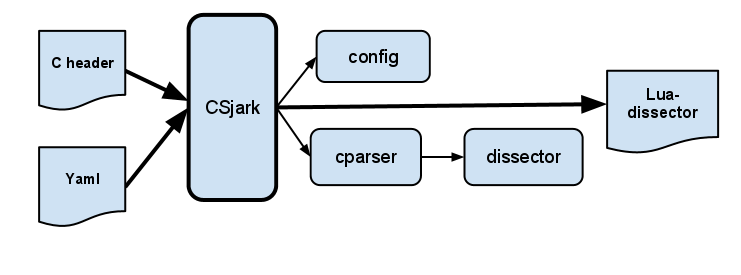 C header
Yaml
CSjark
config
cparser
dissector
Lua-
dissector